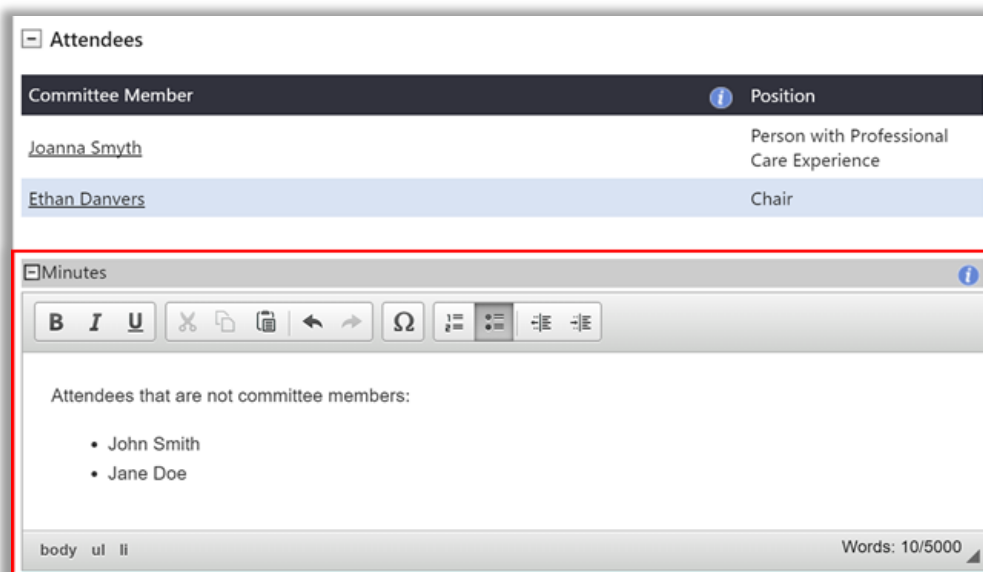 Attendees
Committee Member Position
Joanna Smyth Person with Professional
Care Experience
Ethan Danvers Chair
Minutes
B I U Ω
Attendees that are not committee members:
• John Smith
• Jane Doe
body ul li Words: 10/5000